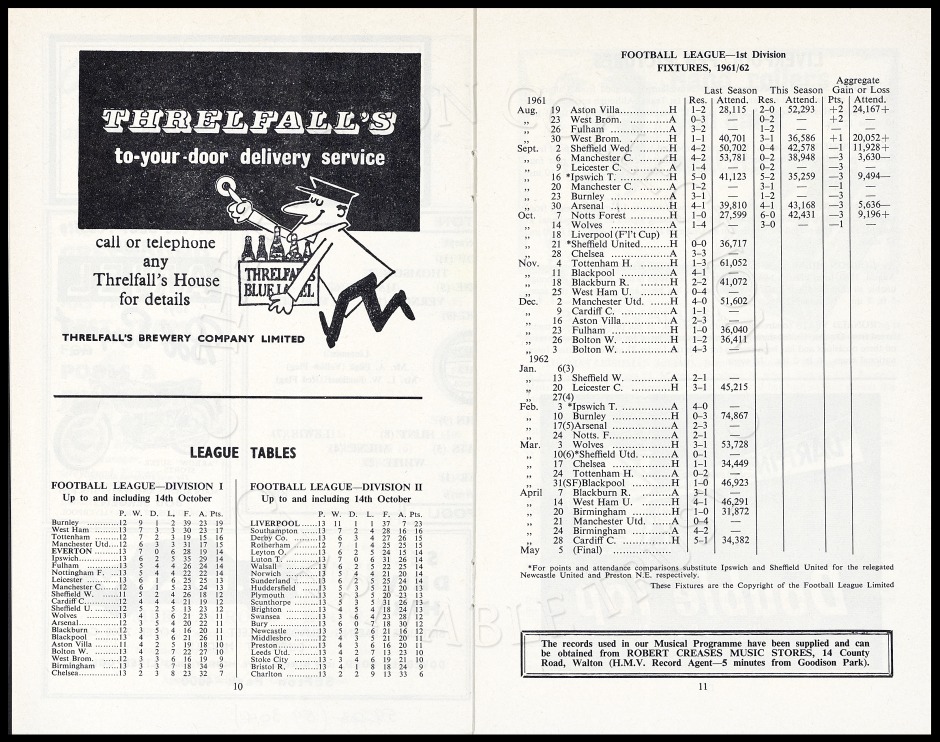 THRELFALL'S
to-your-door delivery service
call or telephone
any
Threlfall's House
for details
THRELFALL'S
BLUE LABEL
THRELFALL'S BREWERY COMPANY LIMITED
LEAGUE TABLES
FOOTBALL LEAGUE—DIVISION I
Up to and including 14th October
P. W. D. L, F. A. Pts.
Burnley ............12 9 1 2 39 23 19
West Ham .........13 7 3 3 30 23 17
Tottenham .........12 7 2 3 19 15 16
Manchester Utd....12 6 3 3 31 17 15
EVERTON .........13 7 0 6 28 19 14
Ipswich............13 6 2 5 35 29 14
Fulham ............13 5 4 4 26 24 14
Nottingham F......13 5 4 4 22 22 14
Leicester ............13 6 1 6 25 25 13
Manchester C.......13 6 2 5 23 24 13
Sheffield W.........11 5 2 4 26 18 12
Cardiff C............12 4 4 4 21 19 12
Sheffield U..........12 5 2 5 13 23 12
Wolves ............13 4 3 6 21 23 11
Arsenal............12 3 5 4 20 22 11
Blackburn .........12 3 5 4 16 20 11
Blackpool .........13 4 3 6 21 26 11
Aston Villa .........11 4 2 5 19 18 10
Bolton W. .........13 4 2 7 22 27 10
West Brom. .........12 3 3 6 16 19 9
Birmingham .........13 3 3 7 18 34 9
Chelsea............13 2 3 8 23 32 7
FOOTBALL LEAGUE—DIVISION II
Up to and including 14th October
P. W. D. L. F. A. Pts.
LIVERPOOL.........13 11 1 1 37 7 23
Southampton ......13 7 2 4 28 16 16
Derby Co. .........13 6 3 4 27 26 15
Rotherham .........12 7 1 4 25 25 15
Leyton O. .........13 6 2 5 24 15 14
Luton T. .........13 7 0 6 31 26 14
Walsall ............13 6 2 5 22 25 14
Norwich ............13 5 4 4 21 25 14
Sunderland .........13 6 2 5 25 24 14
Huddersfield ......13 5 3 5 21 20 13
Plymouth .........13 5 3 5 20 23 13
Scunthorpe .........13 5 3 5 31 26 13
Brighton .........13 4 5 4 18 24 13
Swansea .........13 3 6 4 23 28 12
Bury ............13 6 0 7 18 30 12
Newcastle .........13 5 2 6 21 16 12
Middlesbro .........12 4 3 5 21 20 11
Preston............13 4 3 6 16 20 11
Leeds Utd. .........13 4 2 7 13 23 10
Stoke City .........13 3 4 6 19 21 10
Bristol R. .........13 4 1 8 18 24 9
Charlton .........13 2 2 9 13 33 6
10
FOOTBALL LEAGUE—1st Division
FIXTURES, 1961/62
Aggregate
Last Season This Season Gain or Loss
1961 Res. Attend. Res. Attend. Pts, Attend.
Aug. 19 Aston Villa............H 1–2 28,115 2–0 52,293 +2 24,167+
,, 23 West Brom. ............A 0–3 — 0–2 — +2 —
,, 26 Fulham ............A 3–2 — 1–2 — — —
,, 30 West Brom. ............H 1–1 40,701 3–1 36,586 +1 20,052+
Sept. 2 Sheffield Wed. .........H 4–2 50,702 0–4 42,578 —1 11,928+
,, 6 Manchester C. .........H 4–2 53,781 0–2 38,948 —3 3,630—
,, 9 Leicester C. ............A 1–4 — 0–2 — —3 —
,, 16 *Ipswich T. ............H 5–0 41,123 5–2 35,259 —3 9,494—
,, 20 Manchester C. .........A 1–2 — 3–1 — —1 —
,, 23 Burnley ............A 3–1 — 1–2 — —3 —
,, 30 Arsenal ............H 4–1 39,810 4–1 43,168 —3 5,636—
Oct. 7 Notts Forest .........H 1–0 27,599 6–0 42,431 —3 9,196+
,, 14 Wolves ............A 1–4 — 3–0 — —1 —
18 Liverpool (F'l't Cup) H
,, 21 *Sheffield United.........H 0–0 36,717
,, 28 Chelsea ............A 3–3 —
Nov. 4 Tottenham H. .........H 1–3 61,052
,, 11 Blackpool ............A 4–1 —
,, 18 Blackburn R. .........H 2–2 41,072
,, 25 West Ham U. .........A 0–4 —
Dec. 2 Manchester Utd. ......H 4–0 51,602
,, 9 Cardiff C. ............A 1–1 —
,, 16 Aston Villa............A 2–3 —
,, 23 Fulham ............H 1–0 36,040
,, 26 Bolton W. ............H 1–2 36,411
,, 3 Bolton W. ............A 4–3 —
1962
Jan. 6(3)
,, 13 Sheffield W. ............A 2–1 —
,, 20 Leicester C. ............H 3–1 45,215
,, 27(4)
Feb. 3 *Ipswich T. ............A 4–0 —
,, 10 Burnley ............H 0–3 74,867
,, 17(5)Arsenal ............A 2–3 —
,, 24 Notts. F.............A 2–1 —
Mar. 3 Wolves ............H 3–1 53,728
,, 10(6)*Sheffield Utd. ......A 0–1 —
,, 17 Chelsea ............H 1–1 34,449
,, 24 Tottenham H. .........A 0–2 —
,, 31(SF)Blackpool .........H 1–0 46,923
April 7 Blackburn R. .........A 3–1 —
,, 14 West Ham U. .........H 4–1 46,291
,, 20 Birmingham .........H 1–0 31,872
,, 21 Manchester Utd. ......A 0–4 —
,, 24 Birmingham .........A 4–2 —
,, 28 Cardiff C. ............H 5–1 34,382
May 5 (Final) ..................
*For points and attendance comparisons substitute Ipswich and Sheffield United for the relegated
Newcastle United and Preston N.E. respectively.
These Fixtures are the Copyright of the Football League Limited
The records used in our Musical Programme have been supplied and can
be obtained from ROBERT CREASES MUSIC STORES, 14 County
Road, Walton (H.M.V. Record Agent—5 minutes from Goodison Park).
11